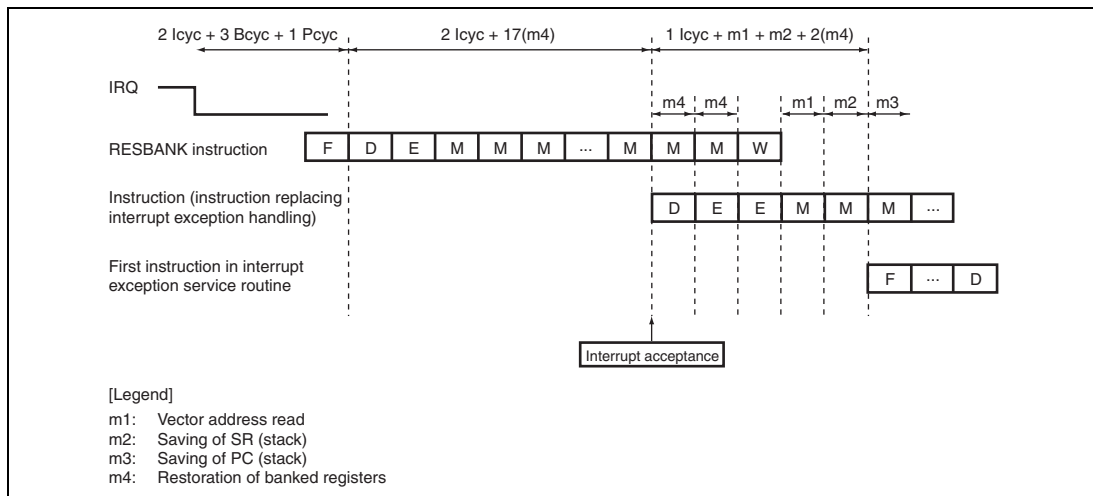 2 Icyc + 3 Bcyc + 1 Pcyc
2 Icyc + 17(m4)
1 Icyc + m1 + m2 + 2(m4)
IRQ
m4 m4 m1 m2 m3
RESBANK instruction
F D E M M M ... M M M W
Instruction (instruction replacing
interrupt exception handling)
D E E M M M ...
First instruction in interrupt
exception service routine
F ... D
Interrupt acceptance
[Legend]
m1: Vector address read
m2: Saving of SR (stack)
m3: Saving of PC (stack)
m4: Restoration of banked registers